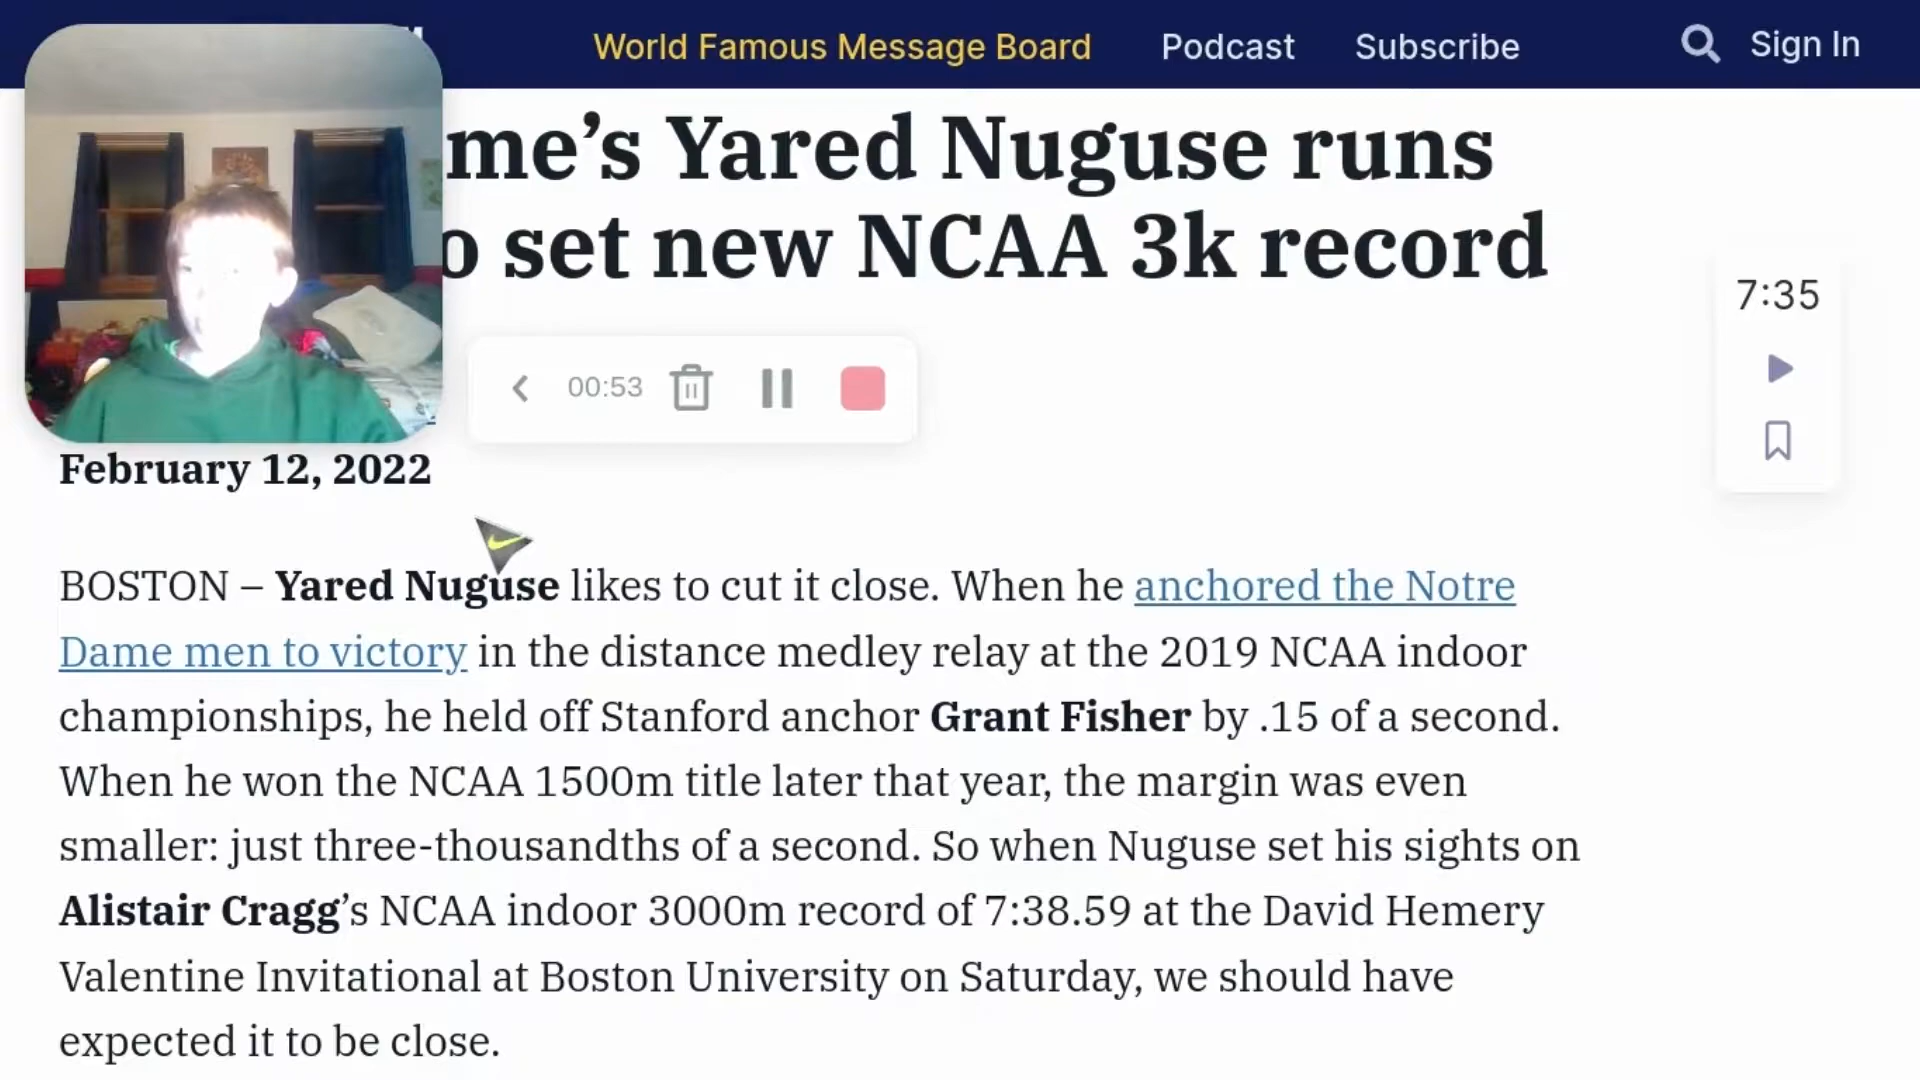 World Famous Message Board Podcast Subscribe Sign In
me’s Yared Nuguse runs
o set new NCAA 3k record
7:35
00:53
February 12, 2022
BOSTON – Yared Nuguse likes to cut it close. When he anchored the Notre
Dame men to victory in the distance medley relay at the 2019 NCAA indoor
championships, he held off Stanford anchor Grant Fisher by .15 of a second.
When he won the NCAA 1500m title later that year, the margin was even
smaller: just three-thousandths of a second. So when Nuguse set his sights on
Alistair Cragg’s NCAA indoor 3000m record of 7:38.59 at the David Hemery
Valentine Invitational at Boston University on Saturday, we should have
expected it to be close.